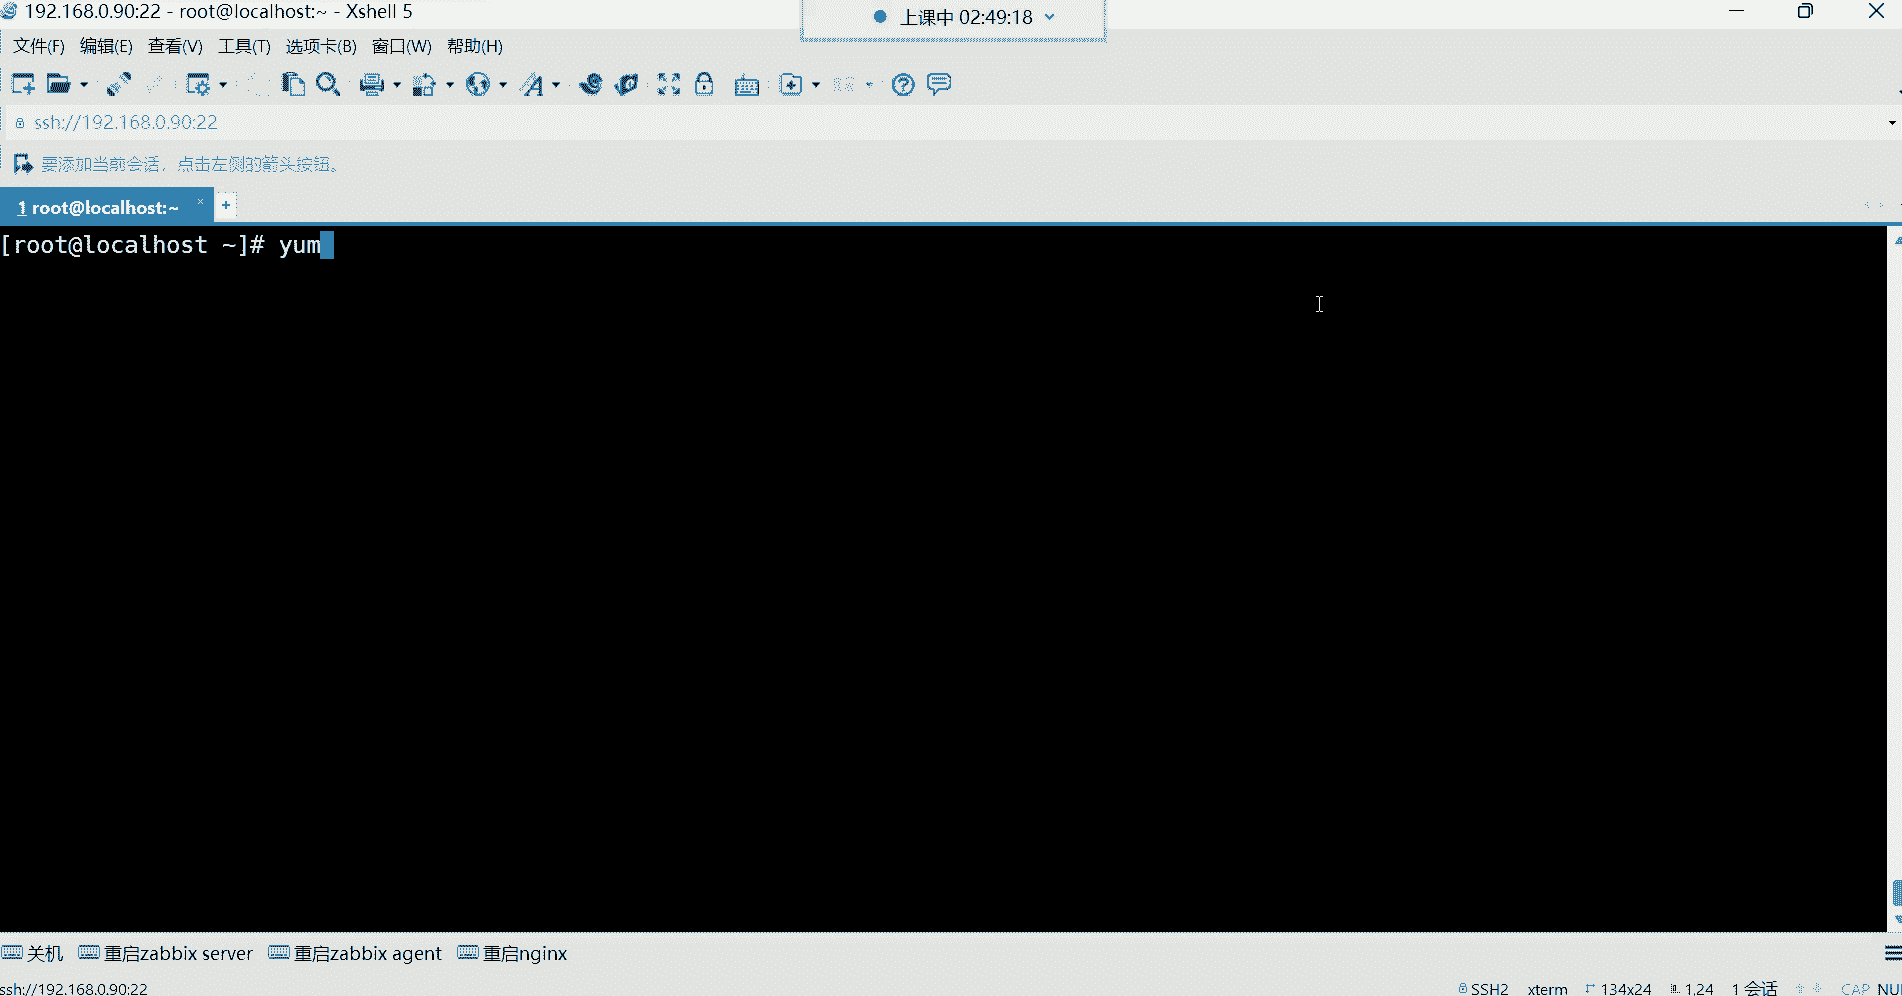 192.168.0.90:22 - root@localhost:~ - Xshell 5
上课中 02:49:18
文件(F) 编辑(E) 查看(V) 工具(T) 选项卡(B) 窗口(W) 帮助(H)
ssh://192.168.0.90:22
要添加当前会话，点击左侧的箭头按钮。
1 root@localhost:~ × +
[root@localhost ~]# yum
关机 重启zabbix server 重启zabbix agent 重启nginx
ssh://192.168.0.90:22 SSH2 xterm 134x24 1,24 1 会话 CAP NU